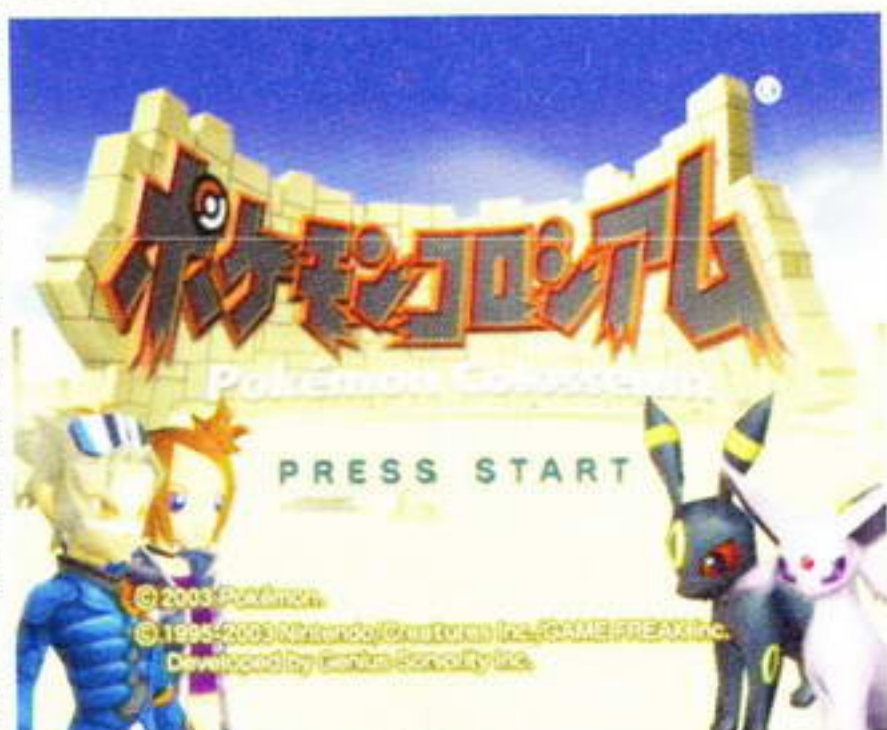 ポケモンコロシアム
Pokémon Colosseum
PRESS START
©2003 Pokémon.
©1995-2003 Nintendo/Creatures Inc./GAME FREAK inc.
Developed by Genius Sonority Inc.